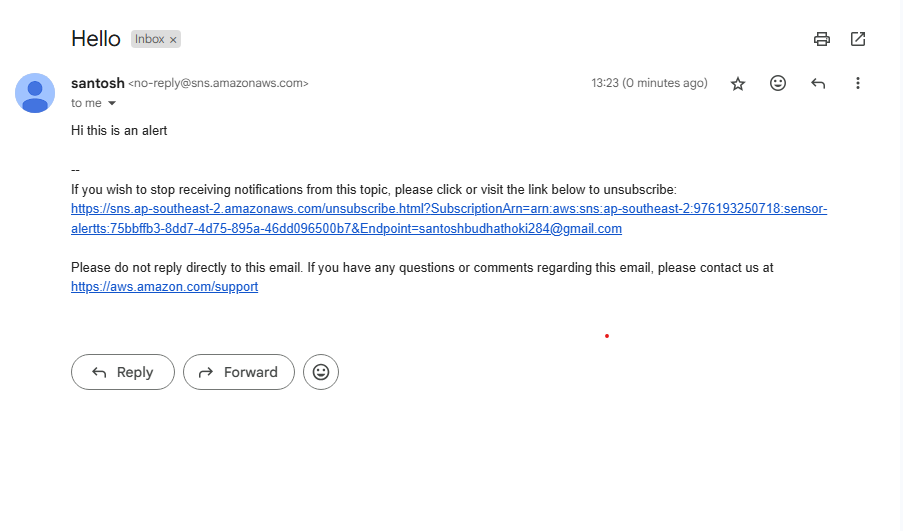 Hello Inbox ×
santosh <no-reply@sns.amazonaws.com> 13:23 (0 minutes ago)
to me
Hi this is an alert
--
If you wish to stop receiving notifications from this topic, please click or visit the link below to unsubscribe:
https://sns.ap-southeast-2.amazonaws.com/unsubscribe.html?SubscriptionArn=arn:aws:sns:ap-southeast-2:976193250718:sensor-
alertts:75bbffb3-8dd7-4d75-895a-46dd096500b7&Endpoint=santoshbudhathoki284@gmail.com
Please do not reply directly to this email. If you have any questions or comments regarding this email, please contact us at
https://aws.amazon.com/support
Reply Forward